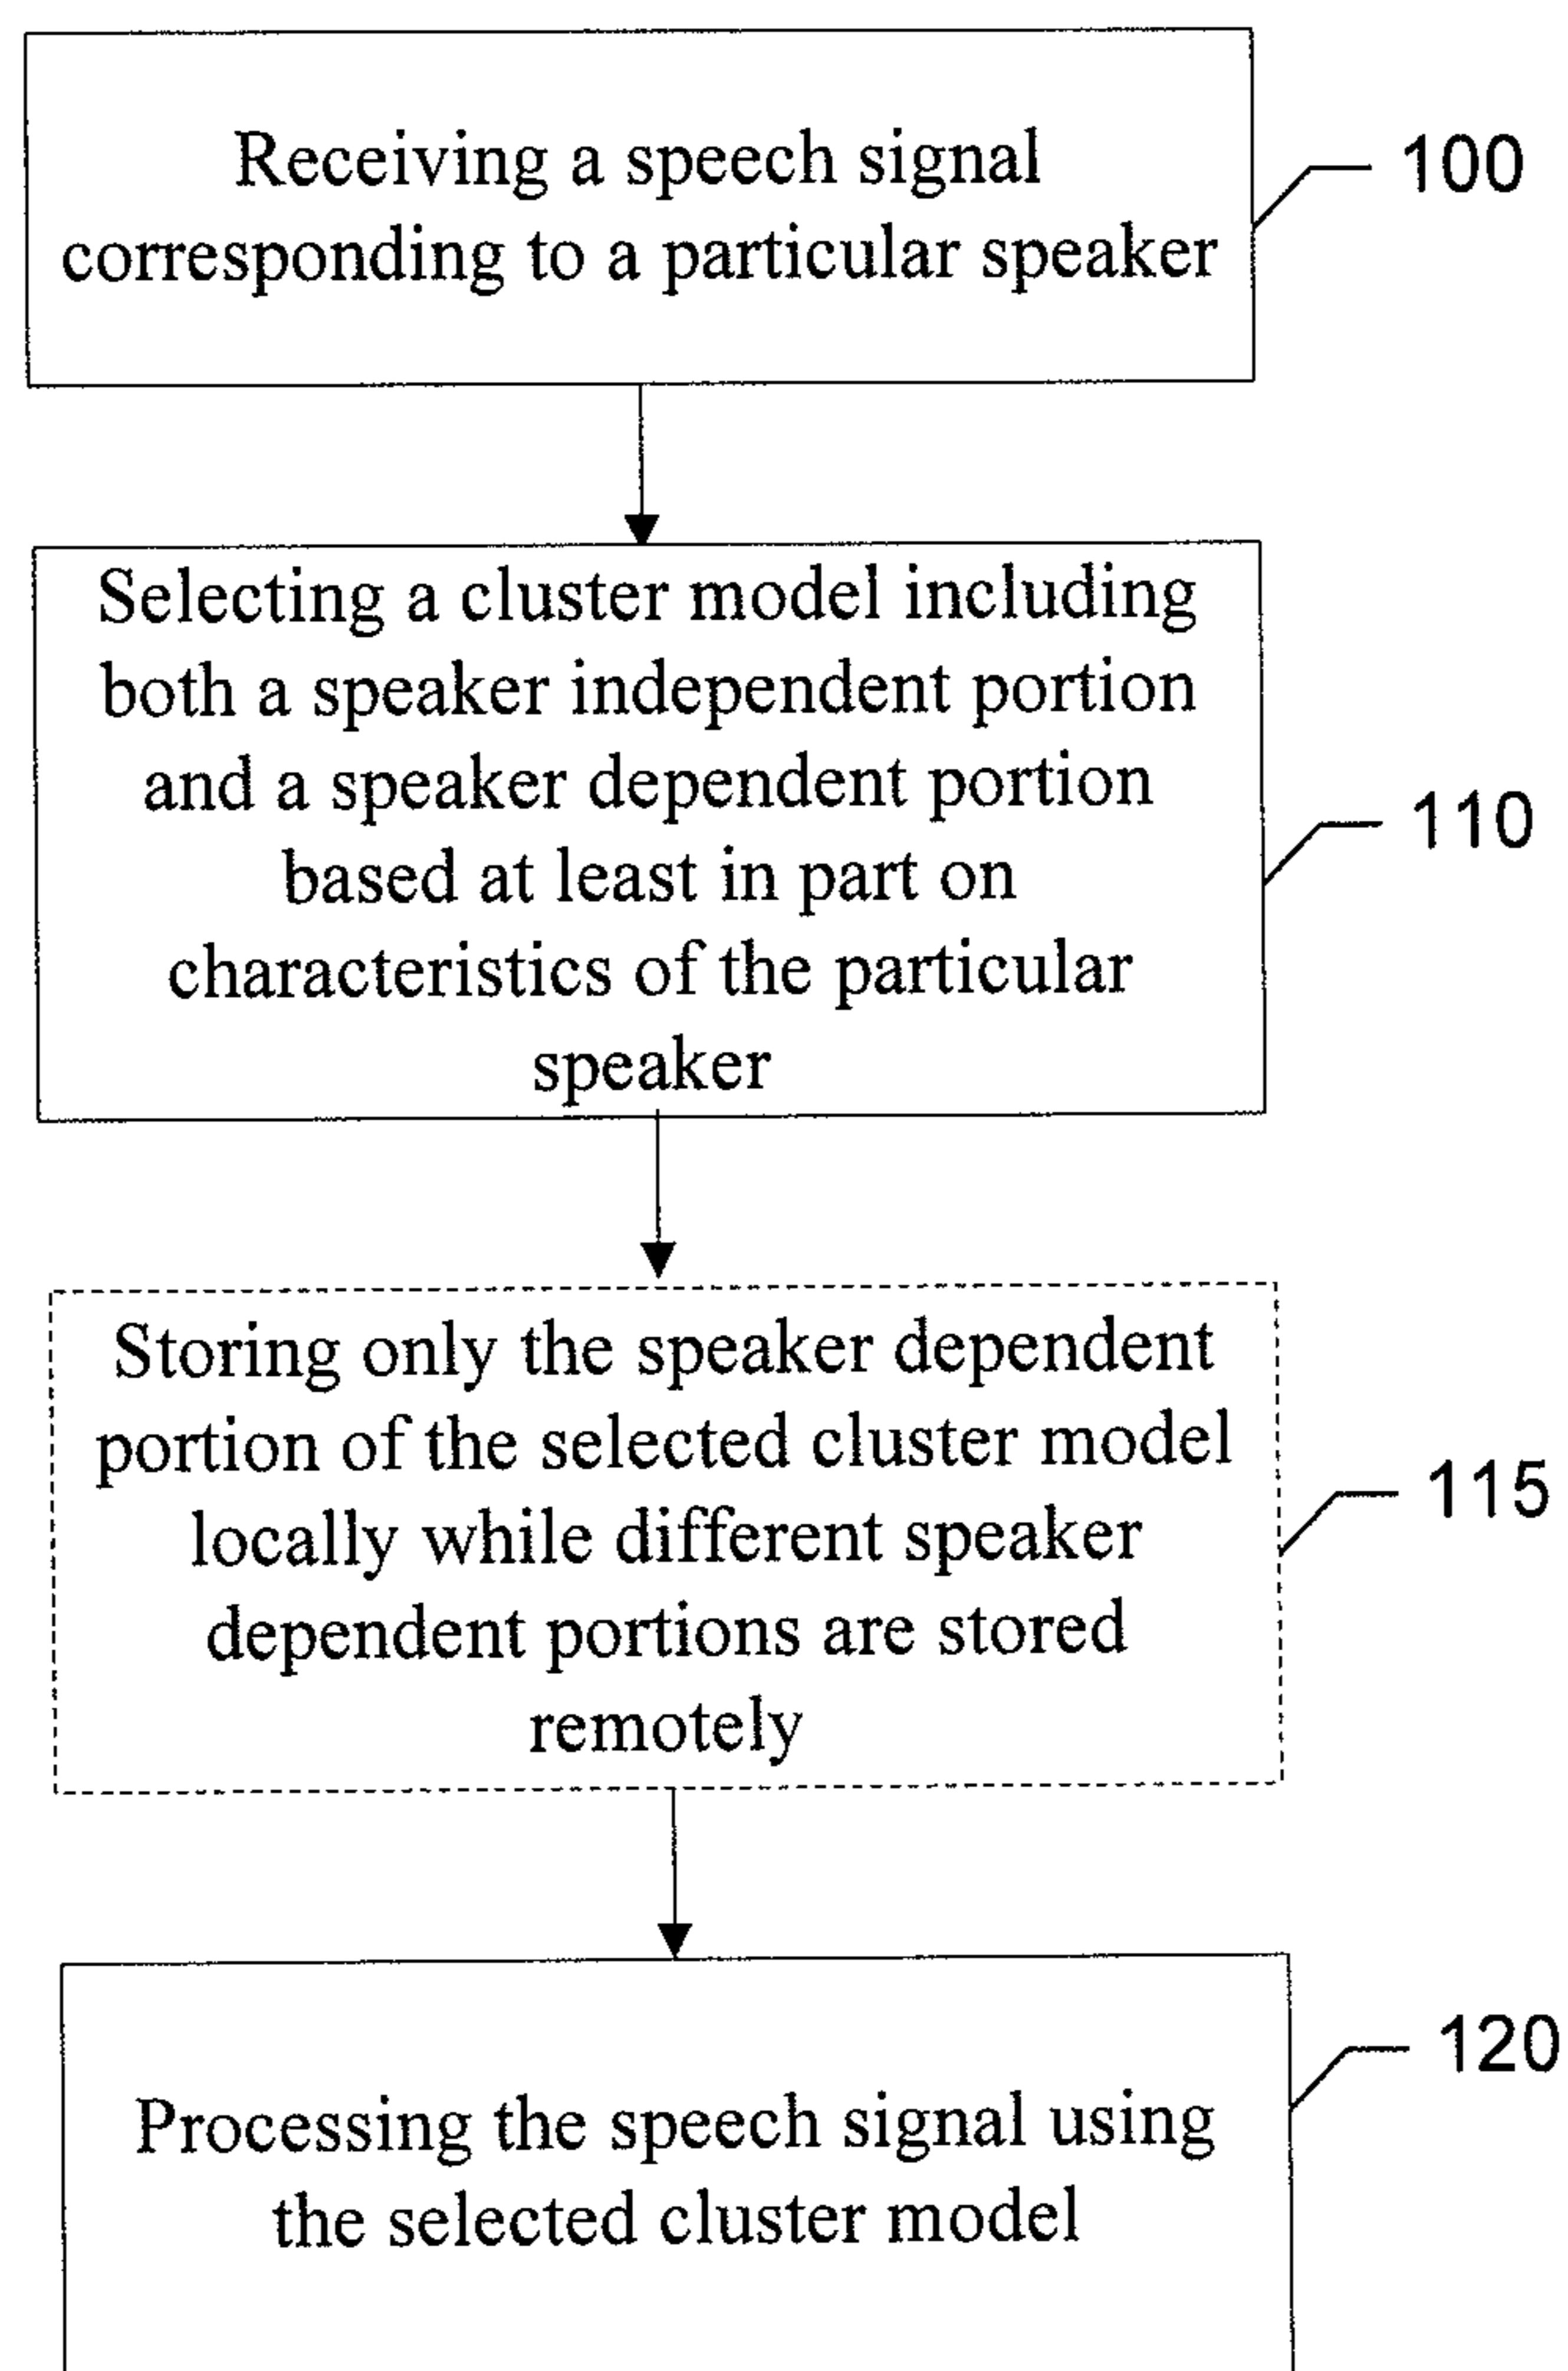 Receiving a speech signal
corresponding to a particular speaker
100
Selecting a cluster model including
both a speaker independent portion
and a speaker dependent portion
based at least in part on
characteristics of the particular
speaker
110
Storing only the speaker dependent
portion of the selected cluster model
locally while different speaker
dependent portions are stored
remotely
115
Processing the speech signal using
the selected cluster model
120